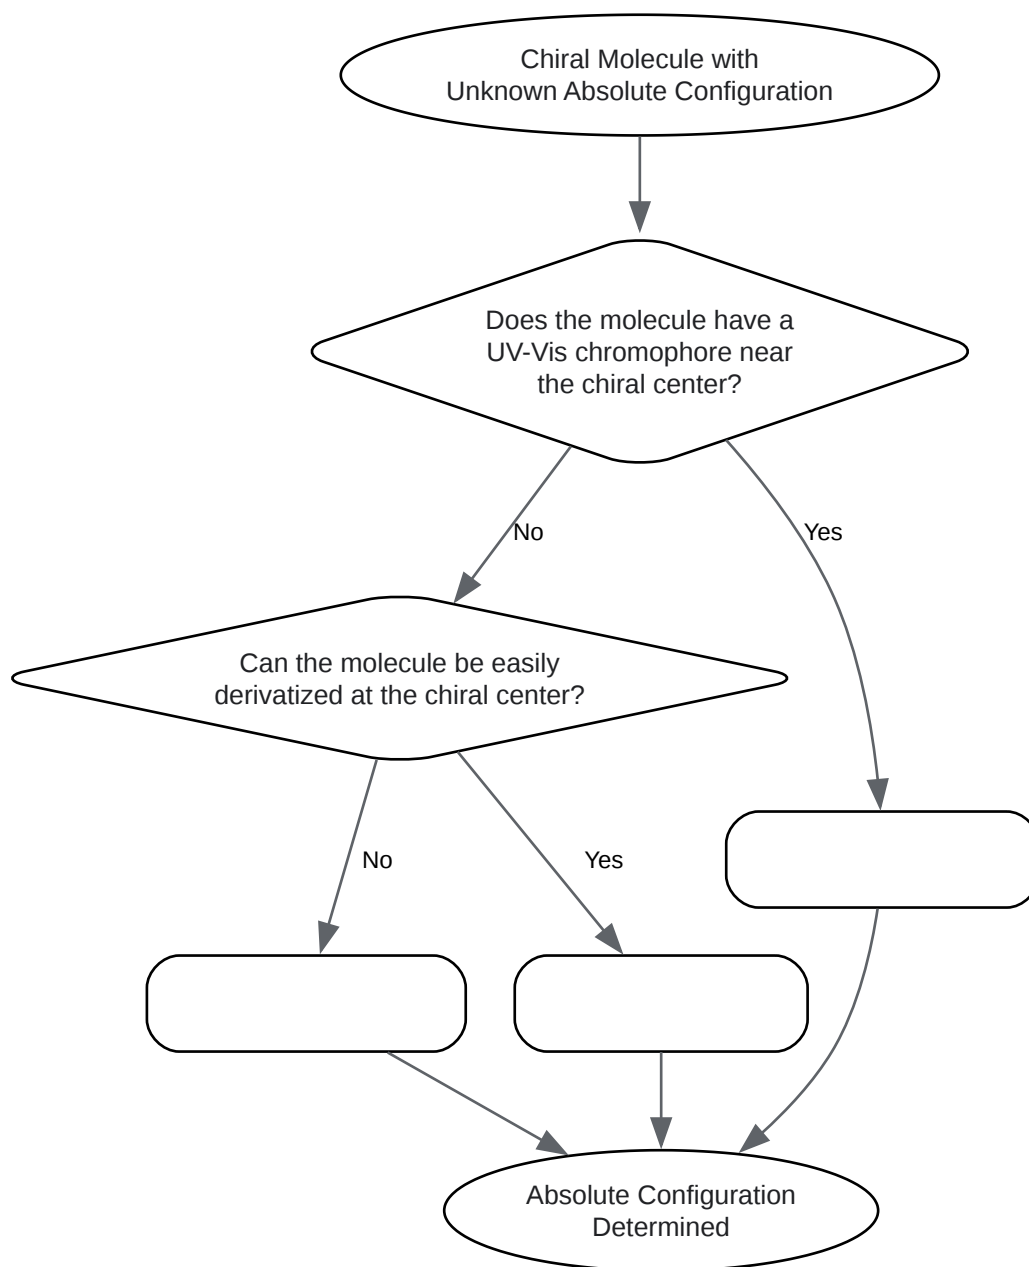 Chiral Molecule with
Unknown Absolute Configuration
Does the molecule have a
UV-Vis chromophore near
the chiral center?
No
Yes
Can the molecule be easily
derivatized at the chiral center?
No
Yes
Absolute Configuration
Determined